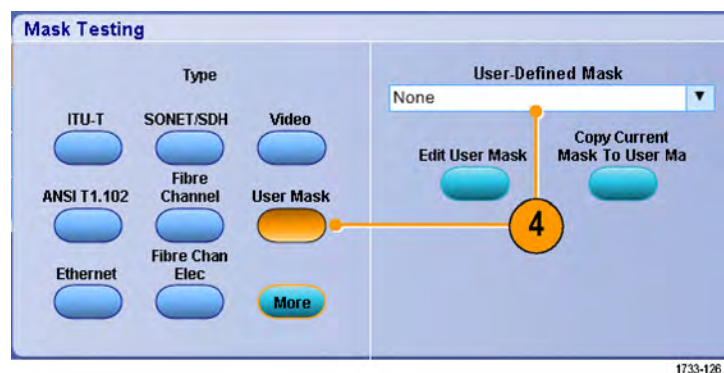 Mask Testing
Type
ITU-T
SONET/SDH
Video
ANSI T1.102
Fibre
Channel
User Mask
Ethernet
Fibre Chan
Elec
More
User-Defined Mask
None
Edit User Mask
Copy Current
Mask To User Ma
4
1733-126